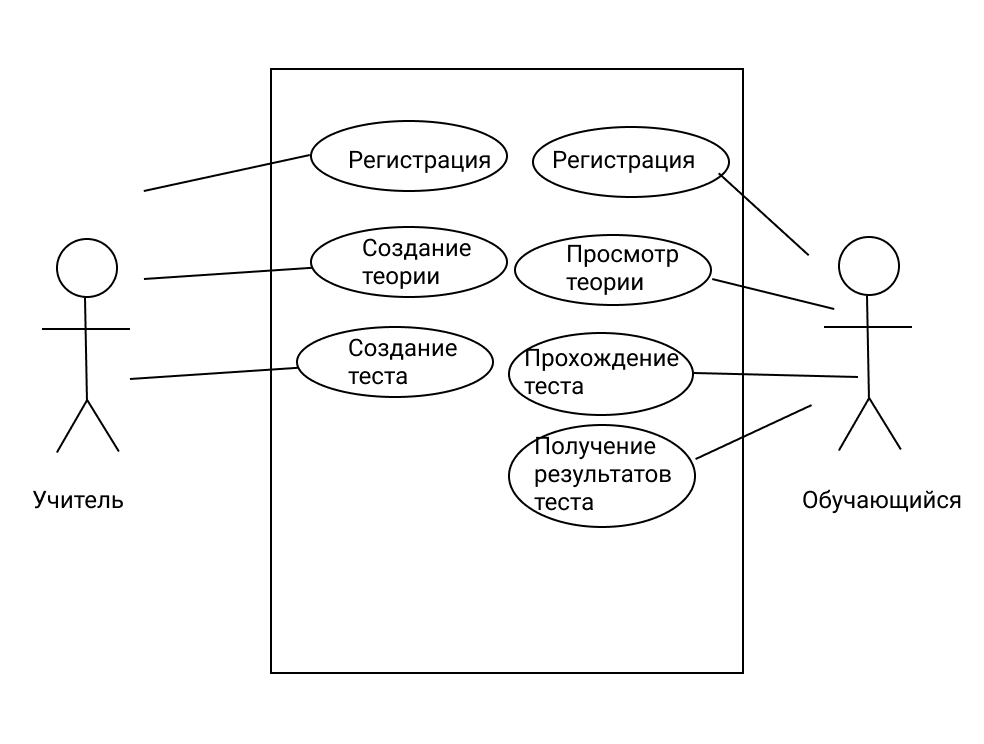 Регистрация
Регистрация
Создание
теории
Просмотр
теории
Создание
теста
Прохождение
теста
Получение
результатов
теста
Учитель
Обучающийся